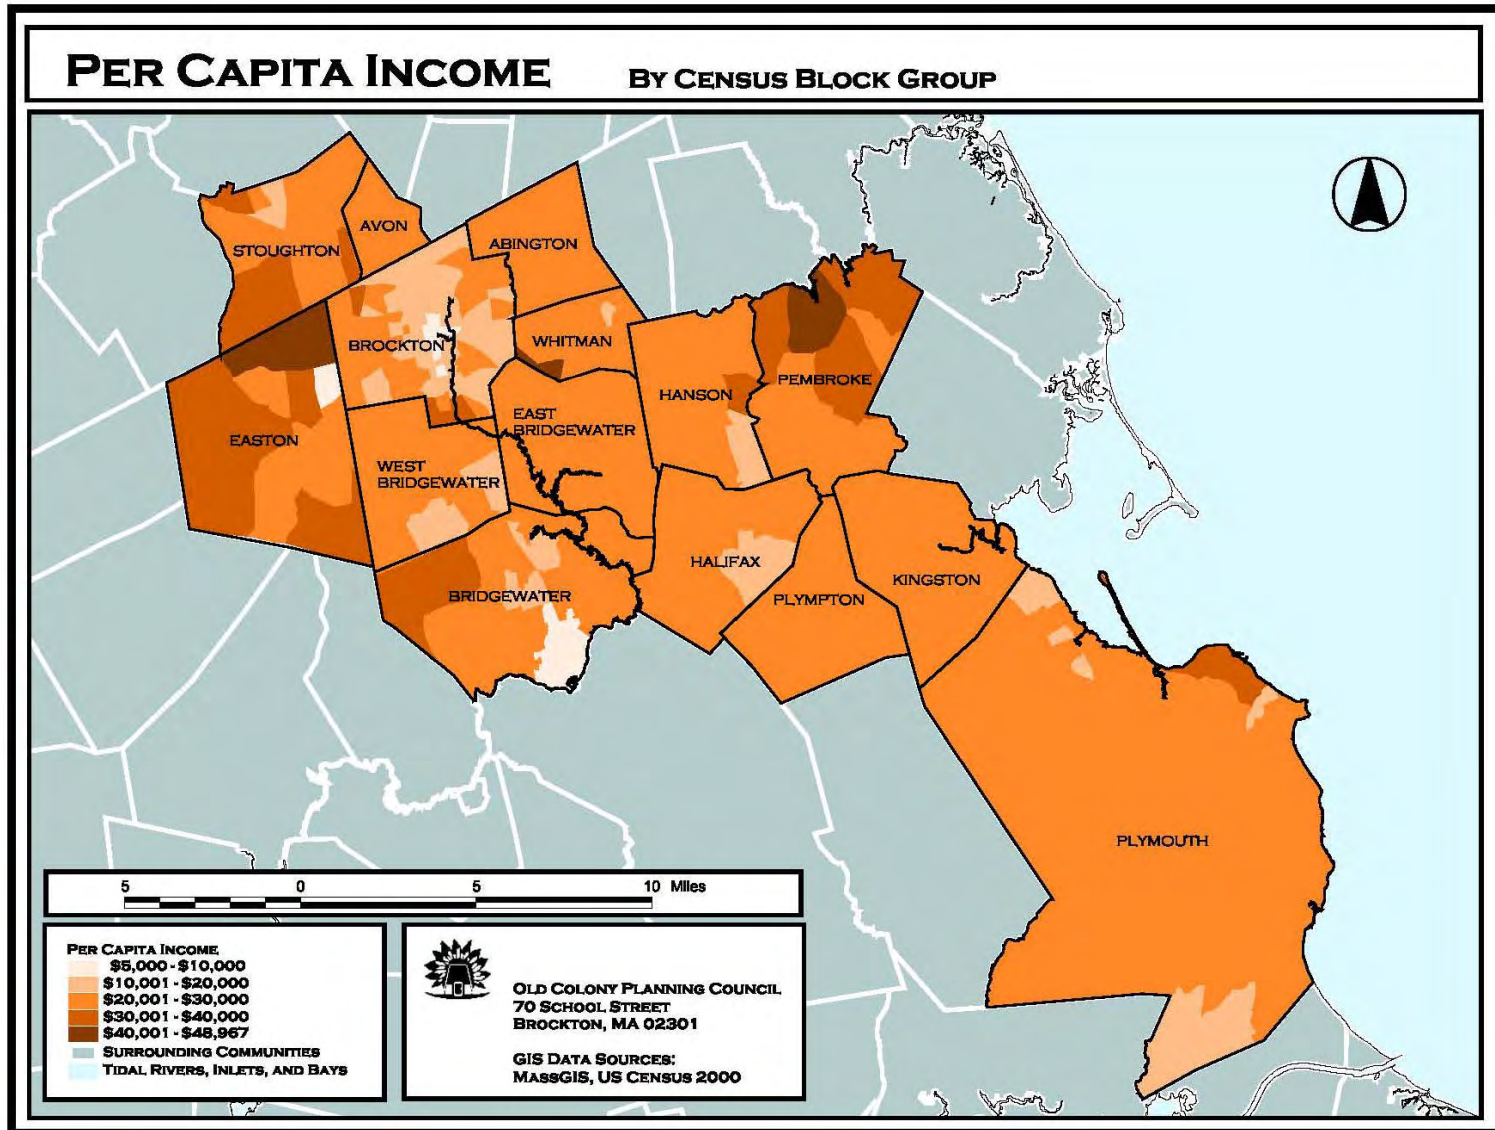 PER CAPITA INCOME BY CENSUS BLOCK GROUP
AVON
STOUGHTON
ABINGTON
BROCKTON
WHITMAN
HANSON
PEMBROKE
EASTON
EAST
BRIDGEWATER
WEST
BRIDGEWATER
BRIDGEWATER
HALIFAX
PLYMPTON
KINGSTON
PLYMOUTH
5 0 5 10 Miles
PER CAPITA INCOME
$5,000 - $10,000
$10,001 - $20,000
$20,001 - $30,000
$30,001 - $40,000
$40,001 - $48,967
SURROUNDING COMMUNITIES
TIDAL RIVERS, INLETS, AND BAYS
OLD COLONY PLANNING COUNCIL
70 SCHOOL STREET
BROCKTON, MA 02301
GIS DATA SOURCES:
MASSGIS, US CENSUS 2000